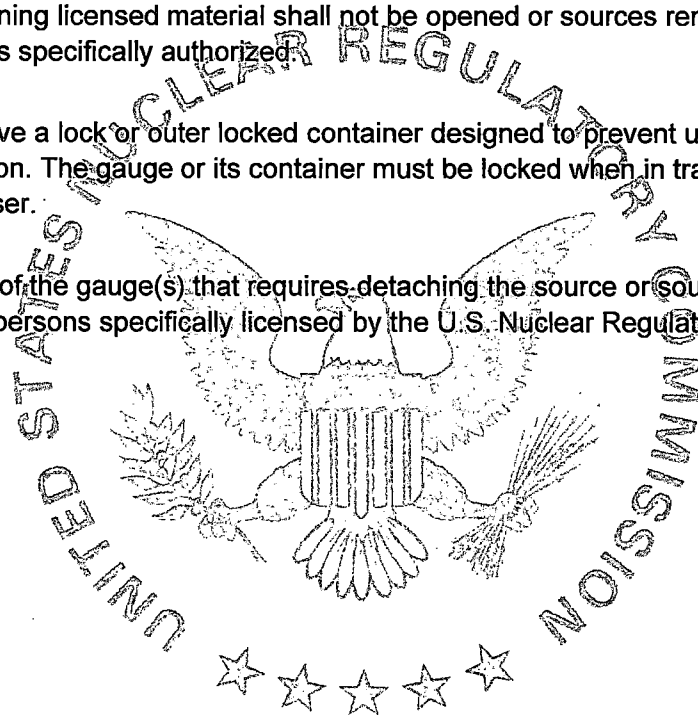 ning licensed material shall not be opened or sources ren
s specifically authorized.
ve a lock or outer locked container designed to prevent u
on. The gauge or its container must be locked when in tra
ser.
of the gauge(s) that requires detaching the source or sou
persons specifically licensed by the U.S. Nuclear Regulat
UNITED STATES NUCLEAR REGULATORY COMMISSION